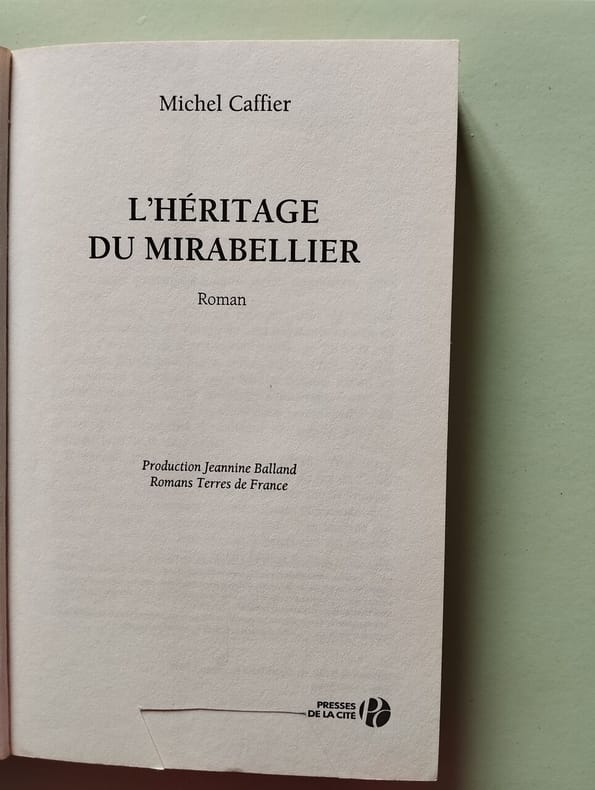 Michel Caffier
L'HÉRITAGE
DU MIRABELLIER
Roman
Production Jeannine Balland
Romans Terres de France
PRESSES
DE LA CITÉ